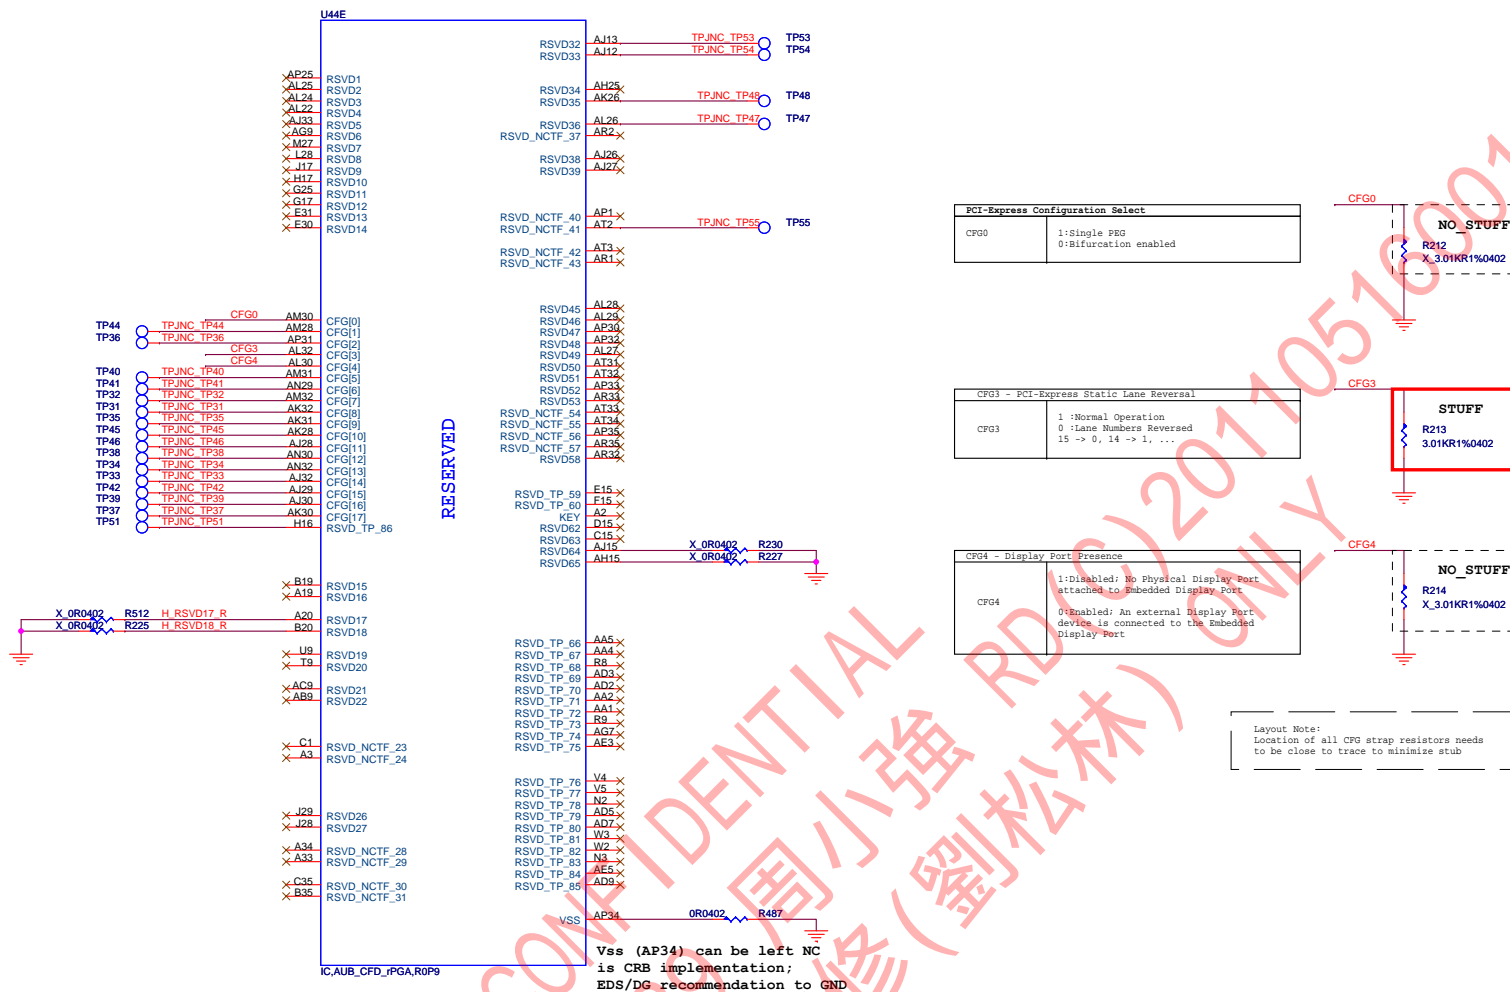 U44E
AP25 RSVD1
AL25 RSVD2
AL24 RSVD3
AL22 RSVD4
AJ33 RSVD5
AG9 RSVD6
M27 RSVD7
L28 RSVD8
J17 RSVD9
H17 RSVD10
G25 RSVD11
G17 RSVD12
E31 RSVD13
E30 RSVD14
CFG0 AM30 CFG[0]
TP44 TPJNC_TP44 AM28 CFG[1]
TP36 TPJNC_TP36 AP31 CFG[2]
CFG3 AL32 CFG[3]
CFG4 AL30 CFG[4]
TP40 TPJNC_TP40 AM31 CFG[5]
TP41 TPJNC_TP41 AN29 CFG[6]
TP32 TPJNC_TP32 AM32 CFG[7]
TP31 TPJNC_TP31 AK32 CFG[8]
TP35 TPJNC_TP35 AK31 CFG[9]
TP45 TPJNC_TP45 AK28 CFG[10]
TP46 TPJNC_TP46 AJ28 CFG[11]
TP38 TPJNC_TP38 AN30 CFG[12]
TP34 TPJNC_TP34 AN32 CFG[13]
TP33 TPJNC_TP33 AJ32 CFG[14]
TP42 TPJNC_TP42 AJ29 CFG[15]
TP39 TPJNC_TP39 AJ30 CFG[16]
TP37 TPJNC_TP37 AK30 CFG[17]
TP51 TPJNC_TP51 H16 RSVD_TP_86
B19 RSVD15
A19 RSVD16
X_0R0402 R512 H_RSVD17_R A20 RSVD17
X_0R0402 R225 H_RSVD18_R B20 RSVD18
U9 RSVD19
T9 RSVD20
AC9 RSVD21
AB9 RSVD22
C1 RSVD_NCTF_23
A3 RSVD_NCTF_24
J29 RSVD26
J28 RSVD27
A34 RSVD_NCTF_28
A33 RSVD_NCTF_29
C35 RSVD_NCTF_30
B35 RSVD_NCTF_31
IC,AUB_CFD_rPGA,R0P9
RESERVED
RSVD32 AJ13 TPJNC_TP53 TP53
RSVD33 AJ12 TPJNC_TP54 TP54
RSVD34 AH25
RSVD35 AK26 TPJNC_TP48 TP48
RSVD36 AL26 TPJNC_TP47 TP47
RSVD_NCTF_37 AR2
RSVD38 AJ26
RSVD39 AJ27
RSVD_NCTF_40 AP1
RSVD_NCTF_41 AT2 TPJNC_TP55 TP55
RSVD_NCTF_42 AT3
RSVD_NCTF_43 AR1
RSVD45 AL28
RSVD46 AL29
RSVD47 AP30
RSVD48 AP32
RSVD49 AL27
RSVD50 AT31
RSVD51 AT32
RSVD52 AP33
RSVD53 AR33
RSVD_NCTF_54 AT33
RSVD_NCTF_55 AT34
RSVD_NCTF_56 AP35
RSVD_NCTF_57 AR35
RSVD58 AR32
RSVD_TP_59 E15
RSVD_TP_60 F15
KEY A2
RSVD62 D15
RSVD63 C15
RSVD64 AJ15 X_0R0402 R230
RSVD65 AH15 X_0R0402 R227
RSVD_TP_66 AA5
RSVD_TP_67 AA4
RSVD_TP_68 R8
RSVD_TP_69 AD3
RSVD_TP_70 AD2
RSVD_TP_71 AA2
RSVD_TP_72 AA1
RSVD_TP_73 R9
RSVD_TP_74 AG7
RSVD_TP_75 AE3
RSVD_TP_76 V4
RSVD_TP_77 V5
RSVD_TP_78 N2
RSVD_TP_79 AD5
RSVD_TP_80 AD7
RSVD_TP_81 W3
RSVD_TP_82 W2
RSVD_TP_83 N3
RSVD_TP_84 AE5
RSVD_TP_85 AD9
VSS AP34 0R0402 R487
Vss (AP34) can be left NC
is CRB implementation;
EDS/DG recommendation to GND
PCI-Express Configuration Select
CFG0
1:Single PEG
0:Bifurcation enabled
CFG0
NO_STUFF
R212
X_3.01KR1%0402
CFG3 - PCI-Express Static Lane Reversal
CFG3
1 :Normal Operation
0 :Lane Numbers Reversed
15 -> 0, 14 -> 1, ...
CFG3
STUFF
R213
3.01KR1%0402
CFG4 - Display Port Presence
CFG4
1:Disabled; No Physical Display Port
attached to Embedded Display Port
0:Enabled; An external Display Port
device is connected to the Embedded
Display Port
CFG4
NO_STUFF
R214
X_3.01KR1%0402
Layout Note:
Location of all CFG strap resistors needs
to be close to trace to minimize stub
CONFIDENTIAL
周小強 RD(C)20110516001
修(劉松林) ONLY